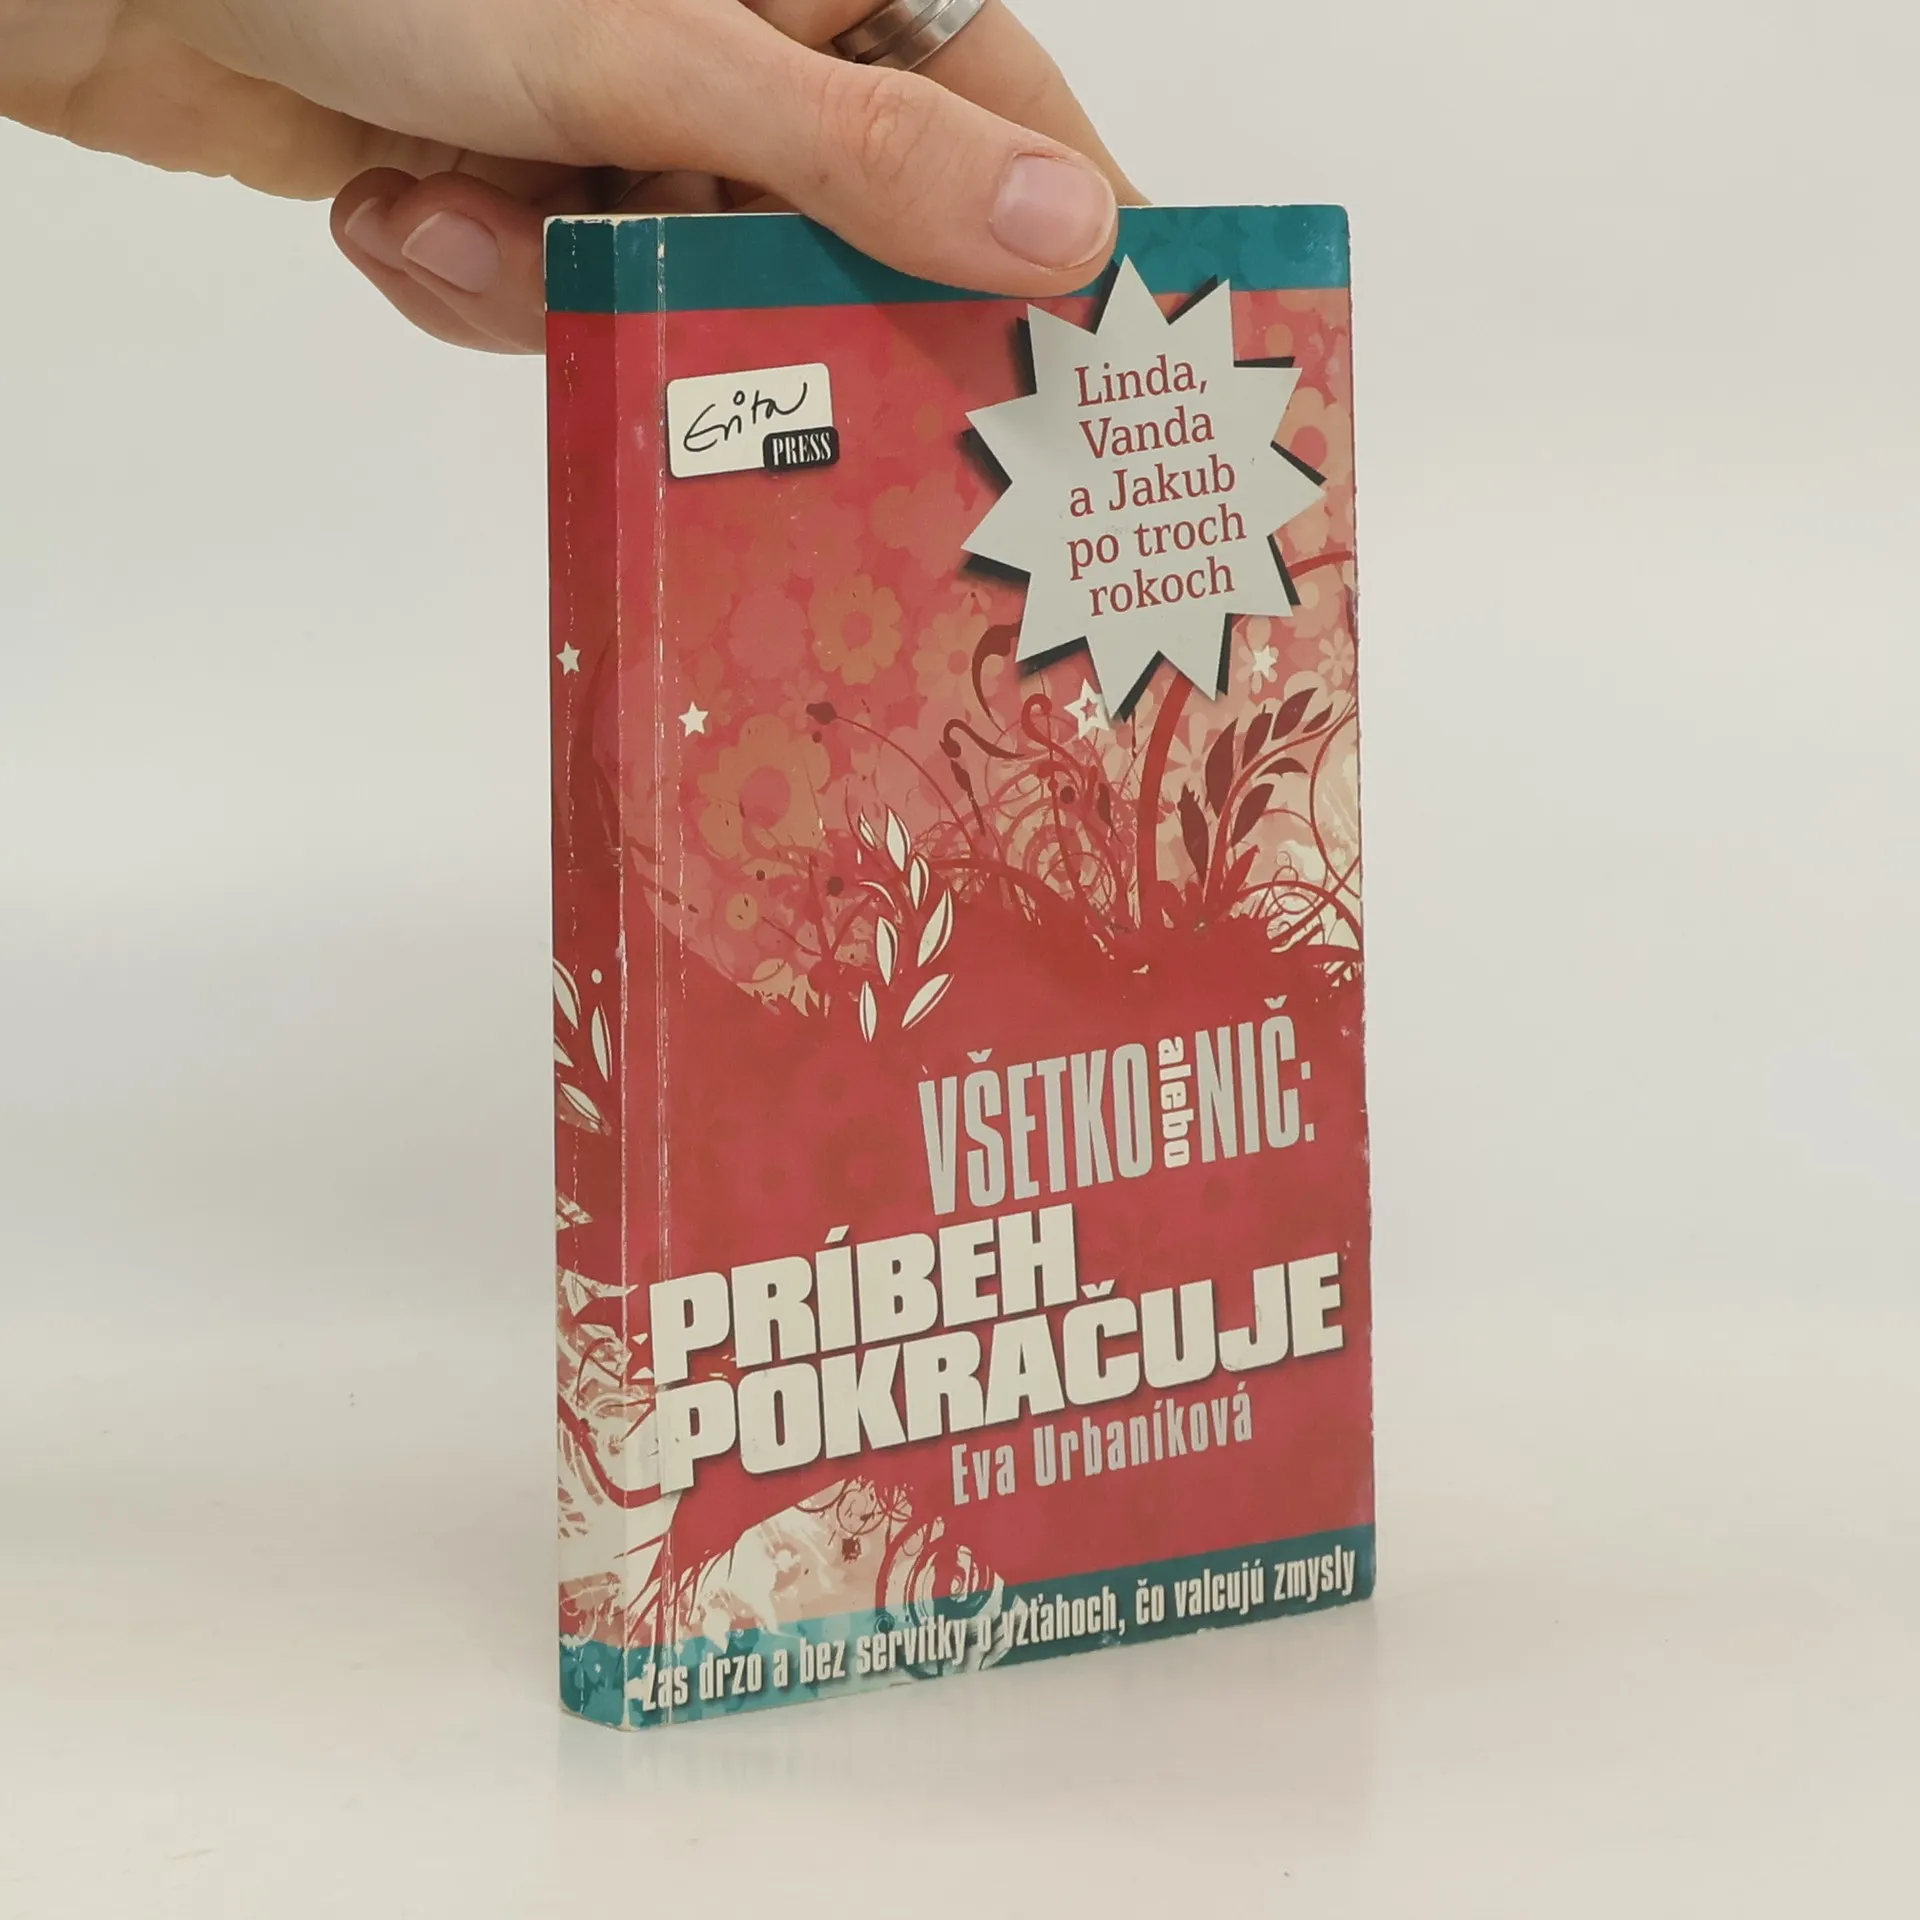 Evita
PRESS
Linda,
Vanda
a Jakub
po troch
rokoch
VŠETKO alebo NIČ:
PRÍBEH
POKRAČUJE
Eva Urbaníková
Zas drzo a bez servítky o vzťahoch, čo valcujú zmysly